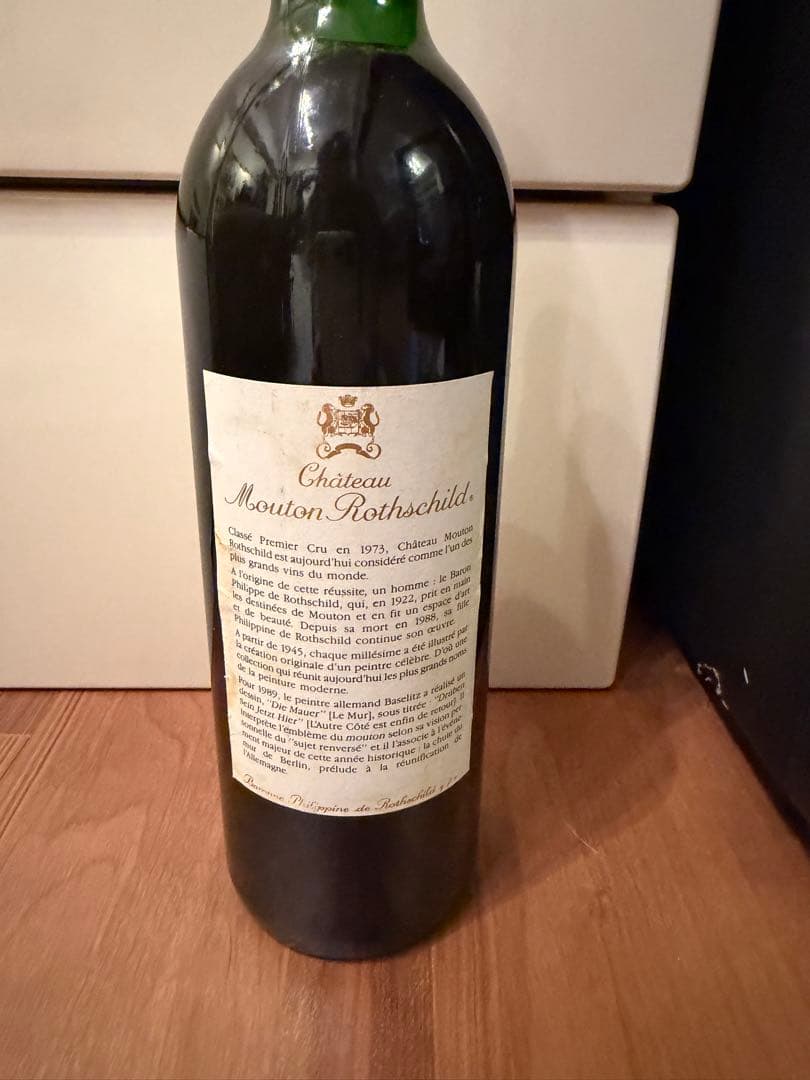 Château
Mouton Rothschild
Classé Premier Cru en 1973, Château Mouton
Rothschild est aujourd'hui considéré comme l'un des
plus grands vins du monde.
A l'origine de cette réussite, un homme : le Baron
Philippe de Rothschild, qui, en 1922, prit en main
les destinées de Mouton et en fit un espace d'art
et de beauté. Depuis sa mort en 1988, sa fille
Philippine de Rothschild continue son œuvre.
A partir de 1945, chaque millésime a été illustré par
la création originale d'un peintre célèbre. D'où une
collection qui réunit aujourd'hui les plus grands noms
de la peinture moderne.
Pour 1989, le peintre allemand Baselitz a réalisé un
dessin, "Die Mauer" [Le Mur], sous titrée : "Drüben
sein Jetzt Hier" [L'Autre Côté est enfin de retour]. Il
interprète l'emblème du mouton selon sa vision per-
sonnelle du "sujet renversé" et il l'associe à l'événe-
ment majeur de cette année historique : la chute du
mur de Berlin, prélude à la réunification de
l'Allemagne.
Baronne Philippine de Rothschild